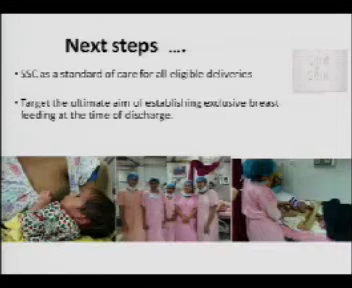 Next steps ....
• SSC as a standard of care for all eligible deliveries
• Target the ultimate aim of establishing exclusive breast
feeding at the time of discharge.